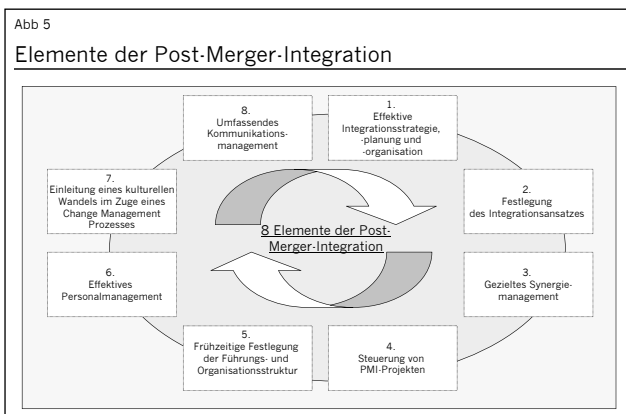 Abb 5
Elemente der Post-Merger-Integration
1.
Effektive
Integrationsstrategie,
-planung und
-organisation
2.
Festlegung
des Integrationsansatzes
3.
Gezieltes Synergie-
management
4.
Steuerung von
PMI-Projekten
5.
Frühzeitige Festlegung
der Führungs- und
Organisationsstruktur
6.
Effektives
Personalmanagement
7.
Einleitung eines kulturellen
Wandels im Zuge eines
Change Management
Prozesses
8.
Umfassendes
Kommunikations-
management
8 Elemente der Post-
Merger-Integration